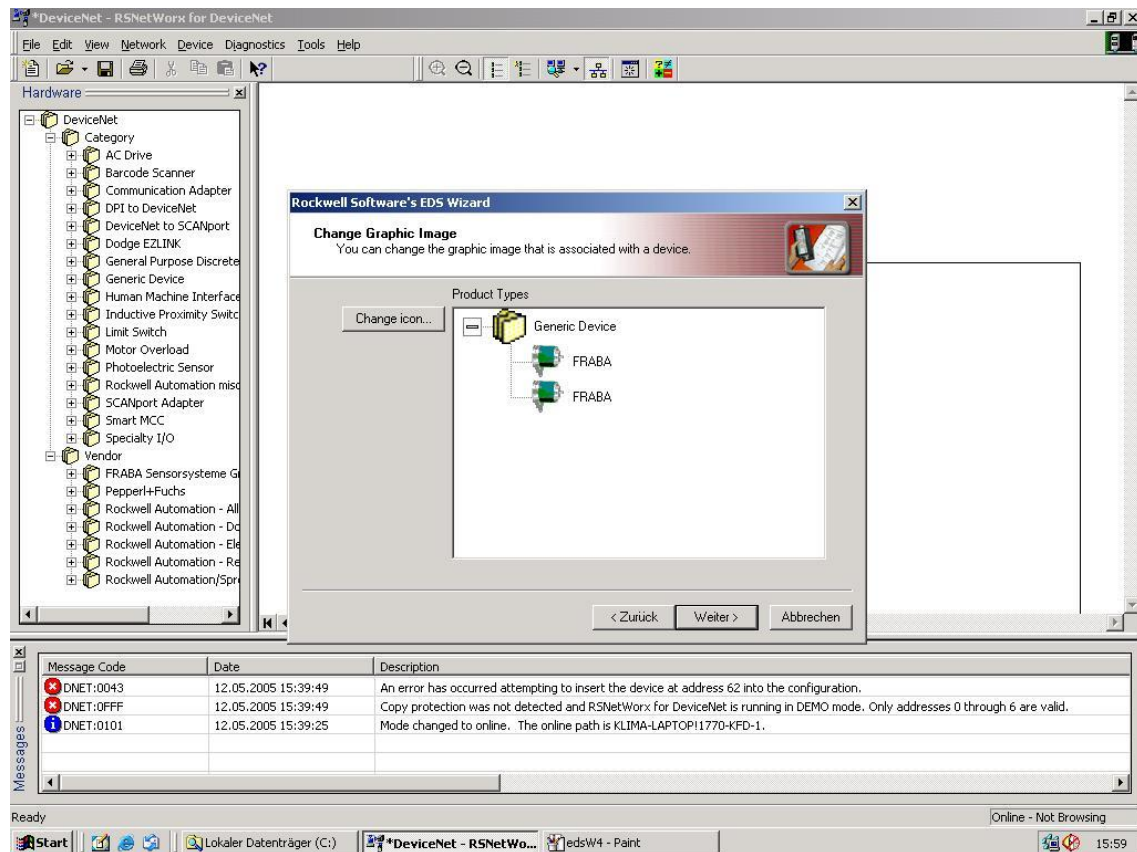 *DeviceNet - RSNetWorx for DeviceNet
File Edit View Network Device Diagnostics Tools Help
Hardware
DeviceNet
Category
AC Drive
Barcode Scanner
Communication Adapter
DPI to DeviceNet
DeviceNet to SCANport
Dodge EZLINK
General Purpose Discrete
Generic Device
Human Machine Interface
Inductive Proximity Switc
Limit Switch
Motor Overload
Photoelectric Sensor
Rockwell Automation misc
SCANport Adapter
Smart MCC
Specialty I/O
Vendor
FRABA Sensorsysteme G
Pepperl+Fuchs
Rockwell Automation - All
Rockwell Automation - Do
Rockwell Automation - Ele
Rockwell Automation - Re
Rockwell Automation/Spr
Rockwell Software's EDS Wizard
Change Graphic Image
You can change the graphic image that is associated with a device.
Product Types
Change icon...
Generic Device
FRABA
FRABA
< Zurück Weiter > Abbrechen
Messages
Message Code Date Description
DNET:0043 12.05.2005 15:39:49 An error has occurred attempting to insert the device at address 62 into the configuration.
DNET:0FFF 12.05.2005 15:39:49 Copy protection was not detected and RSNetWorx for DeviceNet is running in DEMO mode. Only addresses 0 through 6 are valid.
DNET:0101 12.05.2005 15:39:25 Mode changed to online. The online path is KLIMA-LAPTOP!1770-KFD-1.
Ready Online - Not Browsing
Start Lokaler Datenträger (C:) *DeviceNet - RSNetWo... edsW4 - Paint 15:59